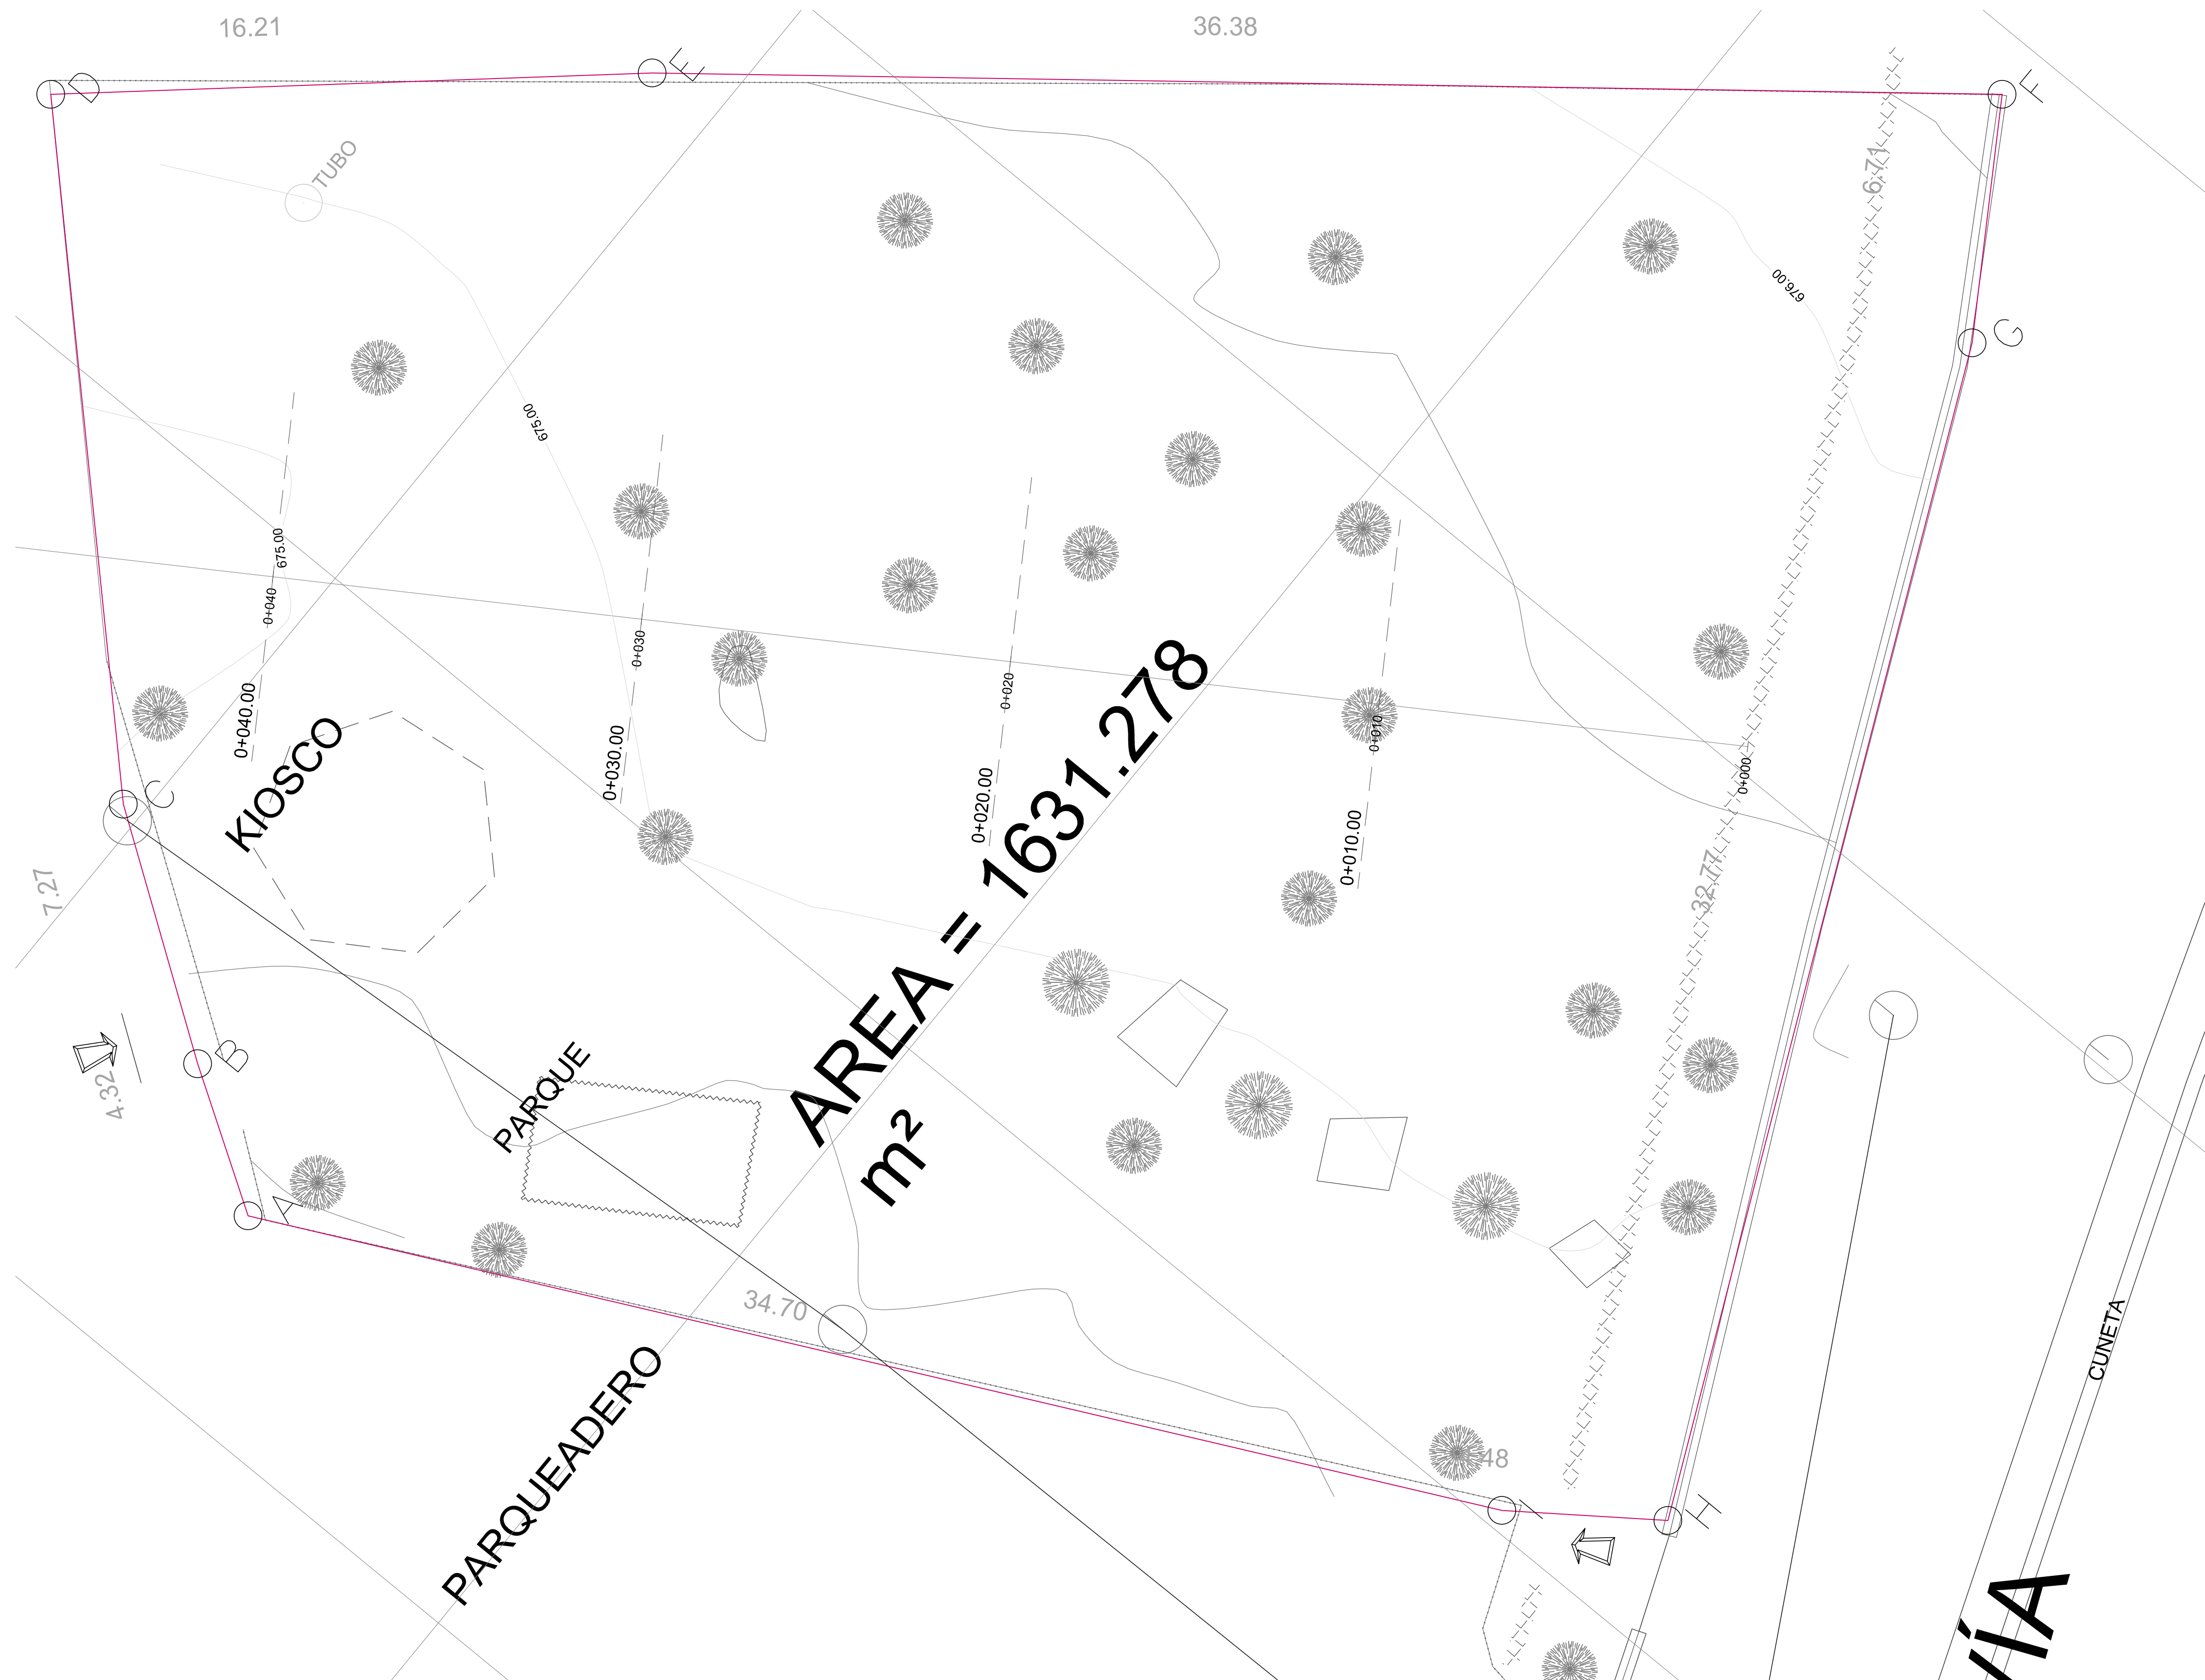 16.21
36.38
D
E
F
TUBO
6.71
676.00
G
675.00
675.00
0+040
0+030
0+020
0+010
0+000
0+040.00
0+030.00
0+020.00
0+010.00
KIOSCO
C
7.27
32.77
AREA = 1631.278
m²
B
4.32
PARQUE
A
34.70
CUNETA
PARQUEADERO
48
I
H
ÍA